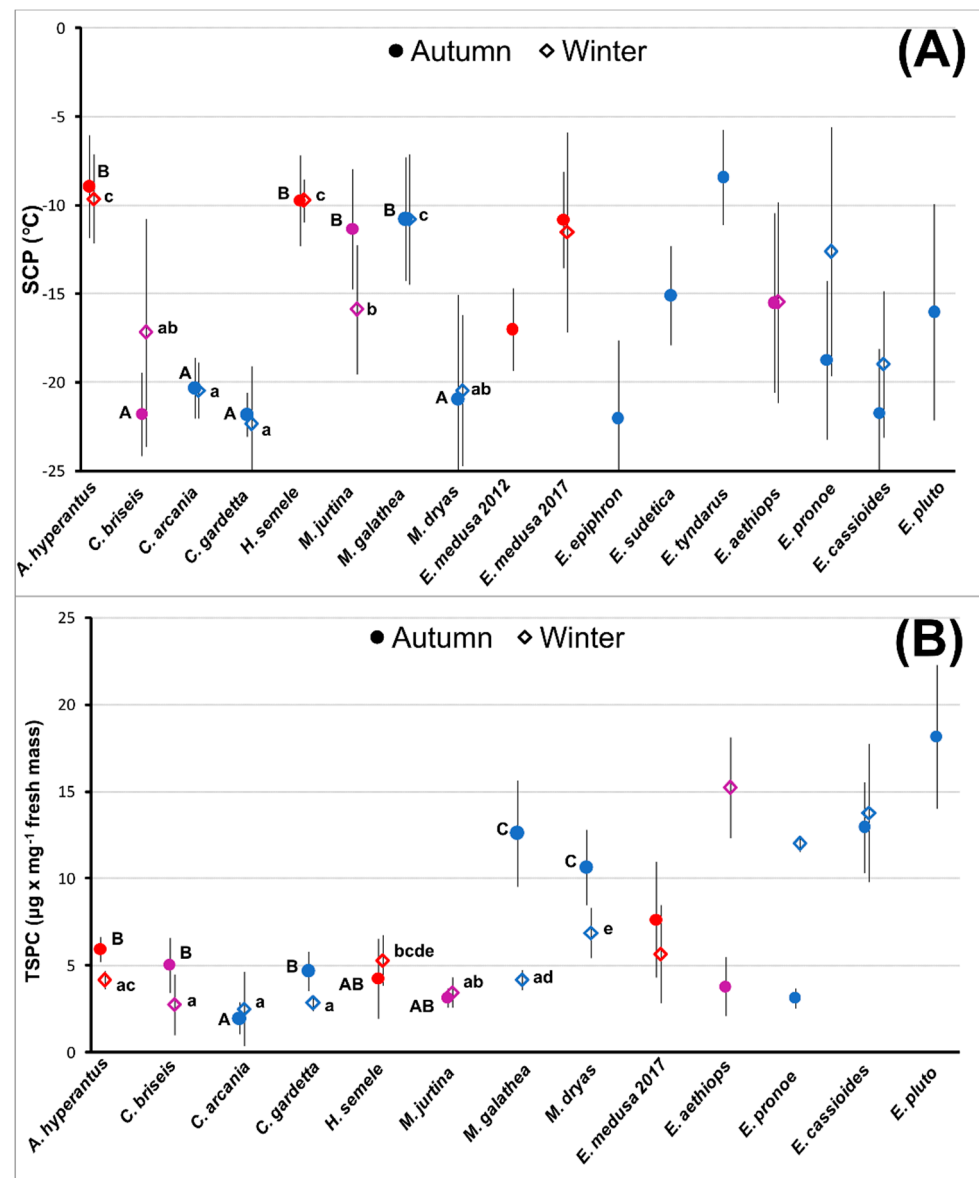 (A)
Autumn Winter
SCP (°C)
0
-5
-10
-15
-20
-25
B
c
A
ab
A
a
A
a
B
c
B
b
B
c
A
ab
A. hyperantus
C. briseis
C. arcania
C. gardetta
H. semele
M. jurtina
M. galathea
M. dryas
E. medusa 2012
E. medusa 2017
E. epiphron
E. sudetica
E. tyndarus
E. aethiops
E. pronoe
E. cassioides
E. pluto
(B)
Autumn Winter
TSPC (µg x mg⁻¹ fresh mass)
25
20
15
10
5
0
B
ac
B
a
A
a
B
a
AB
bcde
AB
ab
C
ad
C
e
A. hyperantus
C. briseis
C. arcania
C. gardetta
H. semele
M. jurtina
M. galathea
M. dryas
E. medusa 2017
E. aethiops
E. pronoe
E. cassioides
E. pluto